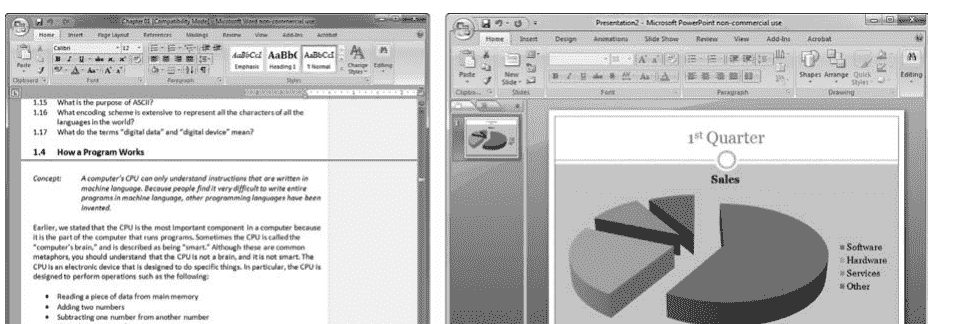 Chapter 01 [Compatibility Mode] - Microsoft Word non-commercial use
Home Insert Page Layout References Mailings Review View Add-Ins Acrobat
Calibri 12
Paste
AaBbCcI AaBb( AaBbCcI
Emphasis Heading 1 ¶ Normal
Change Styles Editing
Clipboard Font Paragraph Styles
1.15 What is the purpose of ASCII?
1.16 What encoding scheme is extensive to represent all the characters of all the
languages in the world?
1.17 What do the terms "digital data" and "digital device" mean?
1.4 How a Program Works
Concept: A computer's CPU can only understand instructions that are written in
machine language. Because people find it very difficult to write entire
programs in machine language, other programming languages have been
invented.
Earlier, we stated that the CPU is the most important component in a computer because
it is the part of the computer that runs programs. Sometimes the CPU is called the
"computer's brain," and is described as being "smart." Although these are common
metaphors, you should understand that the CPU is not a brain, and it is not smart. The
CPU is an electronic device that is designed to do specific things. In particular, the CPU is
designed to perform operations such as the following:
• Reading a piece of data from main memory
• Adding two numbers
• Subtracting one number from another number
Presentation2 - Microsoft PowerPoint non-commercial use
Home Insert Design Animations Slide Show Review View Add-Ins Acrobat
Paste
New
Slide
Shapes Arrange Quick
Styles
Editing
Clipbo... Slides Font Paragraph Drawing
1st Quarter
Sales
Software
Hardware
Services
Other